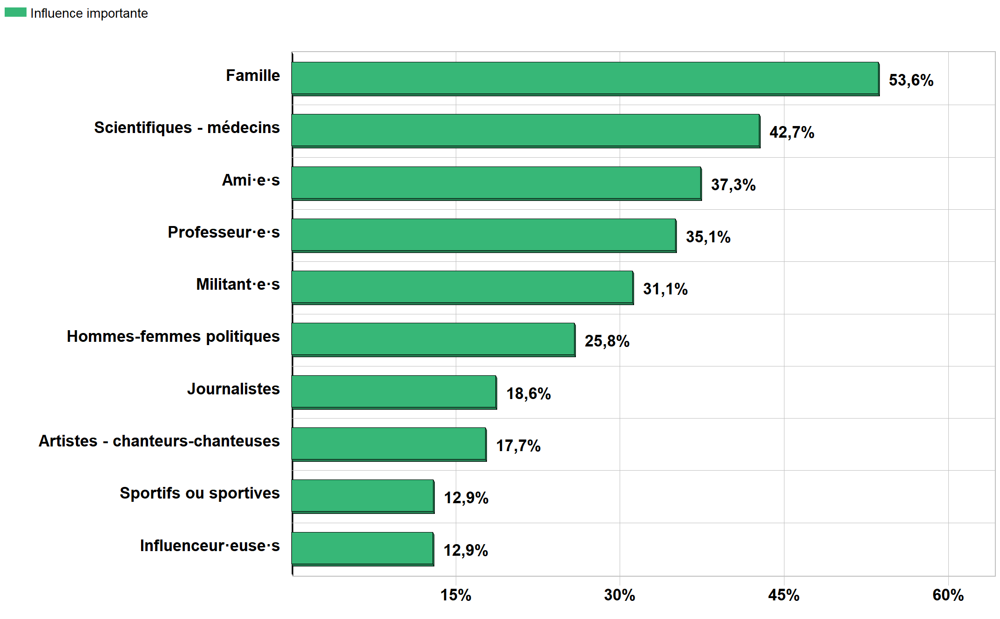 Influence importante
Famille
53,6%
Scientifiques - médecins
42,7%
Ami·e·s
37,3%
Professeur·e·s
35,1%
Militant·e·s
31,1%
Hommes-femmes politiques
25,8%
Journalistes
18,6%
Artistes - chanteurs-chanteuses
17,7%
Sportifs ou sportives
12,9%
Influenceur·euse·s
12,9%
15% 30% 45% 60%